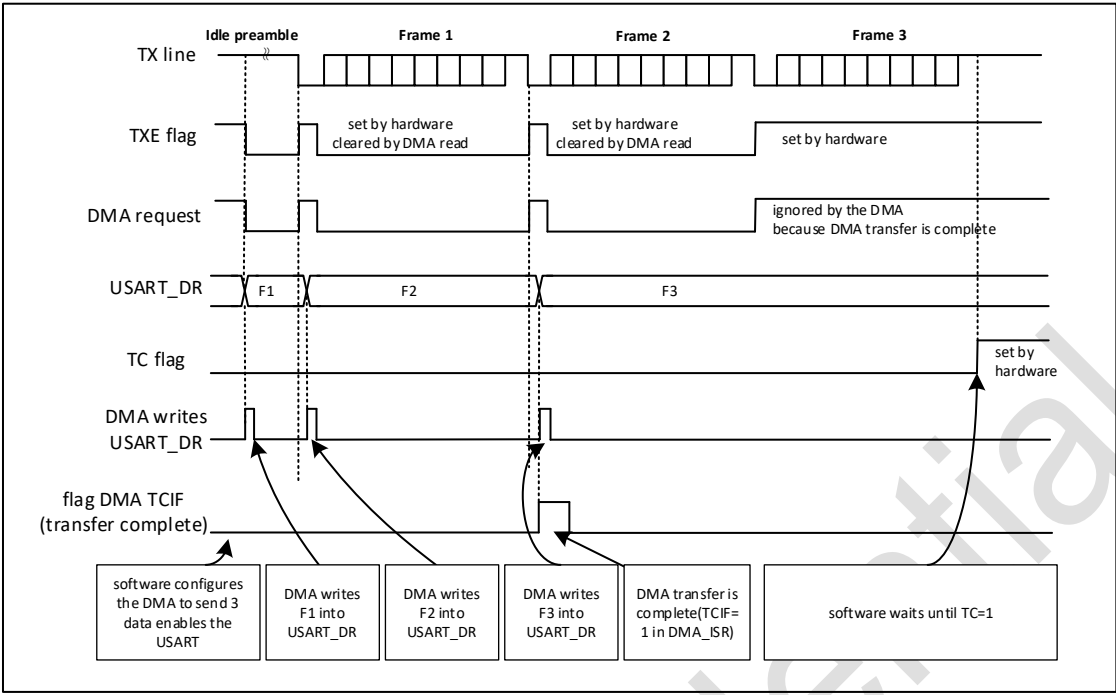 Idle preamble Frame 1 Frame 2 Frame 3
TX line
TXE flag
set by hardware
cleared by DMA read
set by hardware
cleared by DMA read
set by hardware
DMA request
ignored by the DMA
because DMA transfer is complete
USART_DR
F1 F2 F3
TC flag
set by
hardware
DMA writes
USART_DR
flag DMA TCIF
(transfer complete)
software configures
the DMA to send 3
data enables the
USART
DMA writes
F1 into
USART_DR
DMA writes
F2 into
USART_DR
DMA writes
F3 into
USART_DR
DMA transfer is
complete(TCIF=
1 in DMA_ISR)
software waits until TC=1